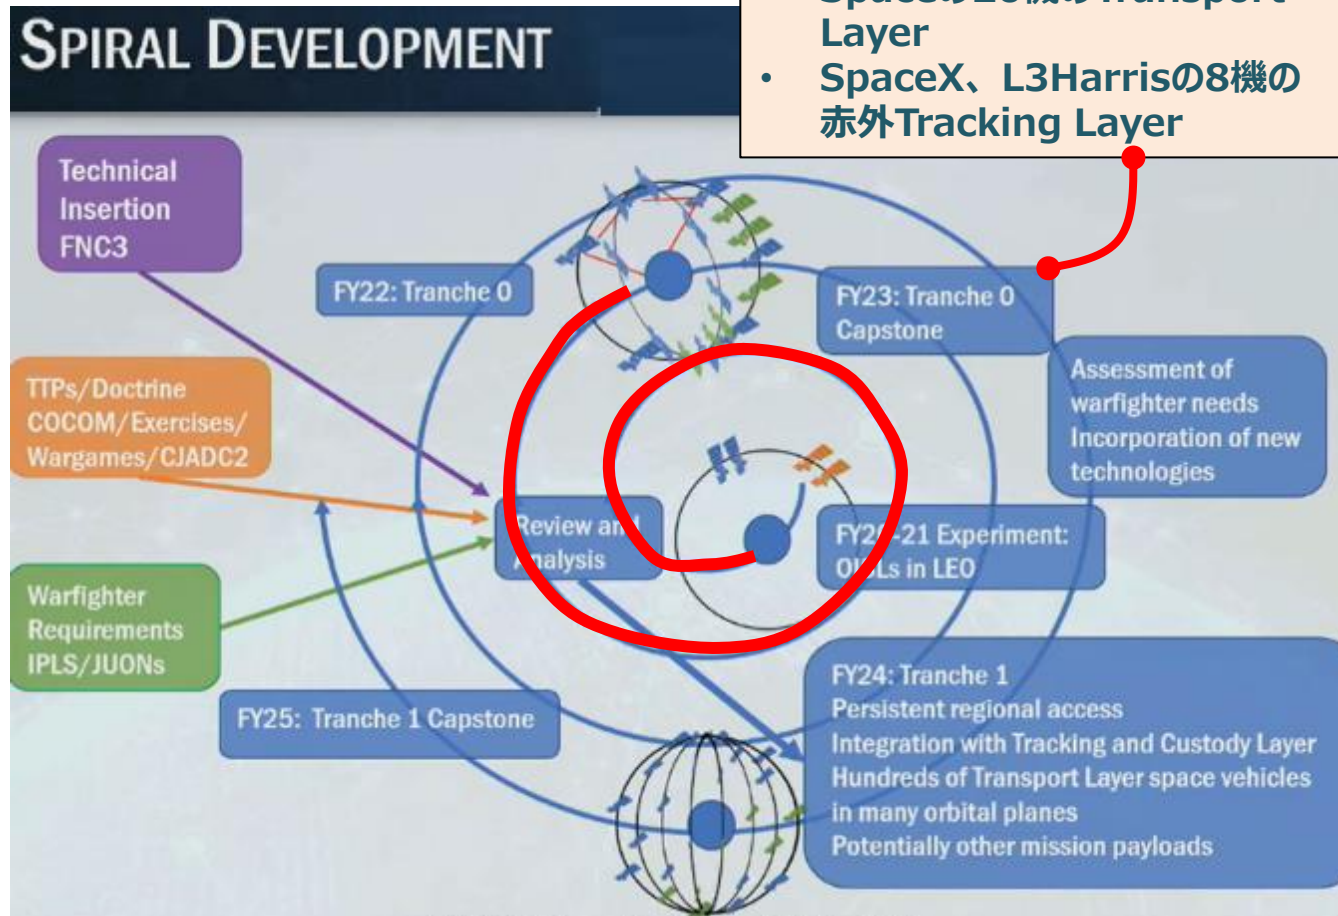 SPIRAL DEVELOPMENT
Layer
• SpaceX、L3Harrisの8機の
赤外Tracking Layer
Technical
Insertion
FNC3
FY22: Tranche 0
FY23: Tranche 0
Capstone
TTPs/Doctrine
COCOM/Exercises/
Wargames/CJADC2
Assessment of
warfighter needs
Incorporation of new
technologies
Review and
Analysis
FY20-21 Experiment:
OISLs in LEO
Warfighter
Requirements
IPLS/JUONs
FY25: Tranche 1 Capstone
FY24: Tranche 1
Persistent regional access
Integration with Tracking and Custody Layer
Hundreds of Transport Layer space vehicles
in many orbital planes
Potentially other mission payloads